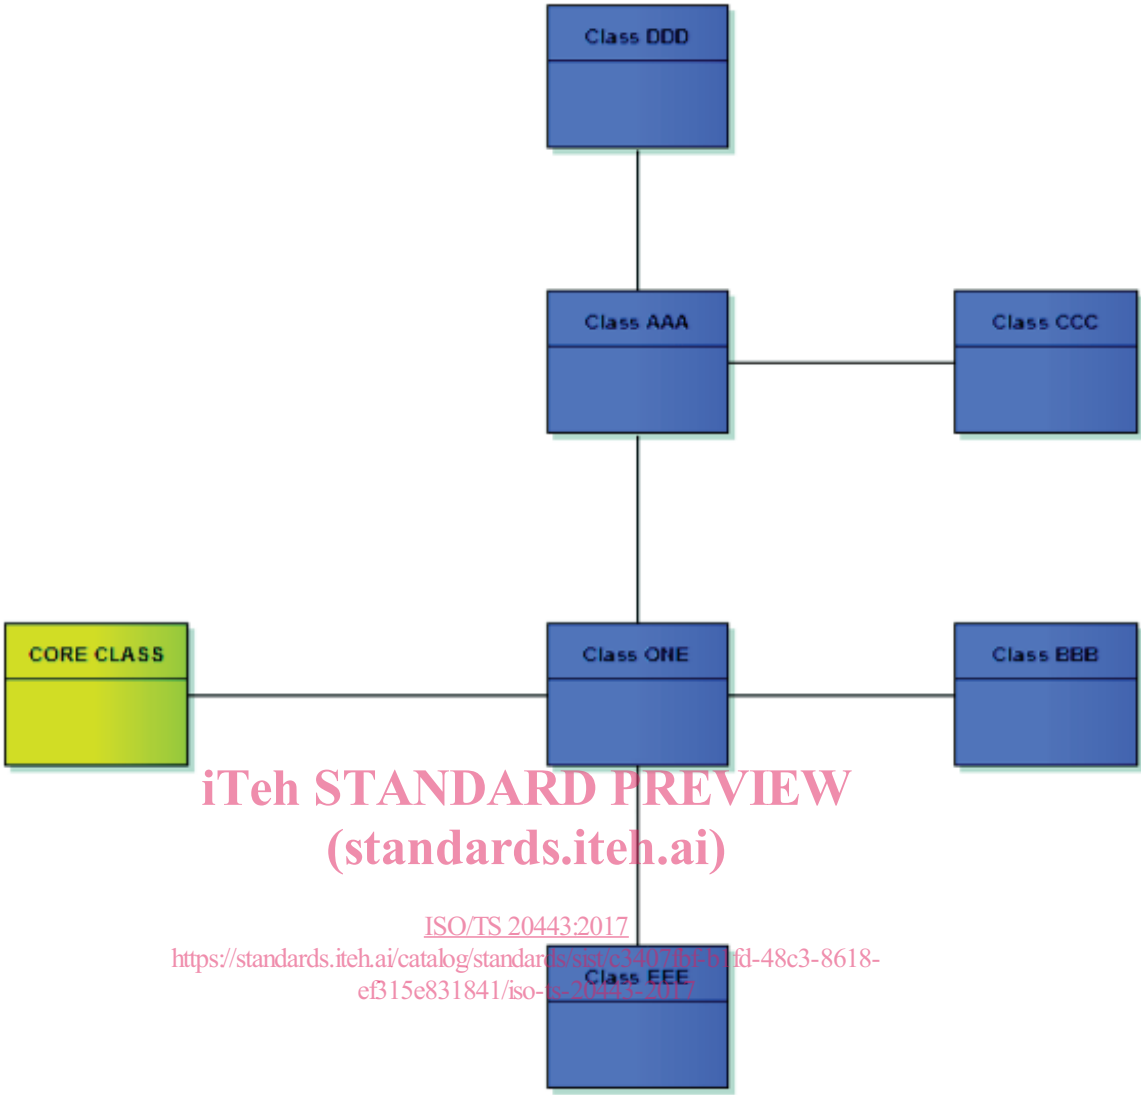 Class DDD
Class AAA
Class CCC
CORE CLASS
Class ONE
Class BBB
iTeh STANDARD PREVIEW
(standards.iteh.ai)
ISO/TS 20443:2017
https://standards.iteh.ai/catalog/standards/sist/c3407fbf-b1fd-48c3-8618-
Class EEE
ef315e831841/iso-ts-20443-2017